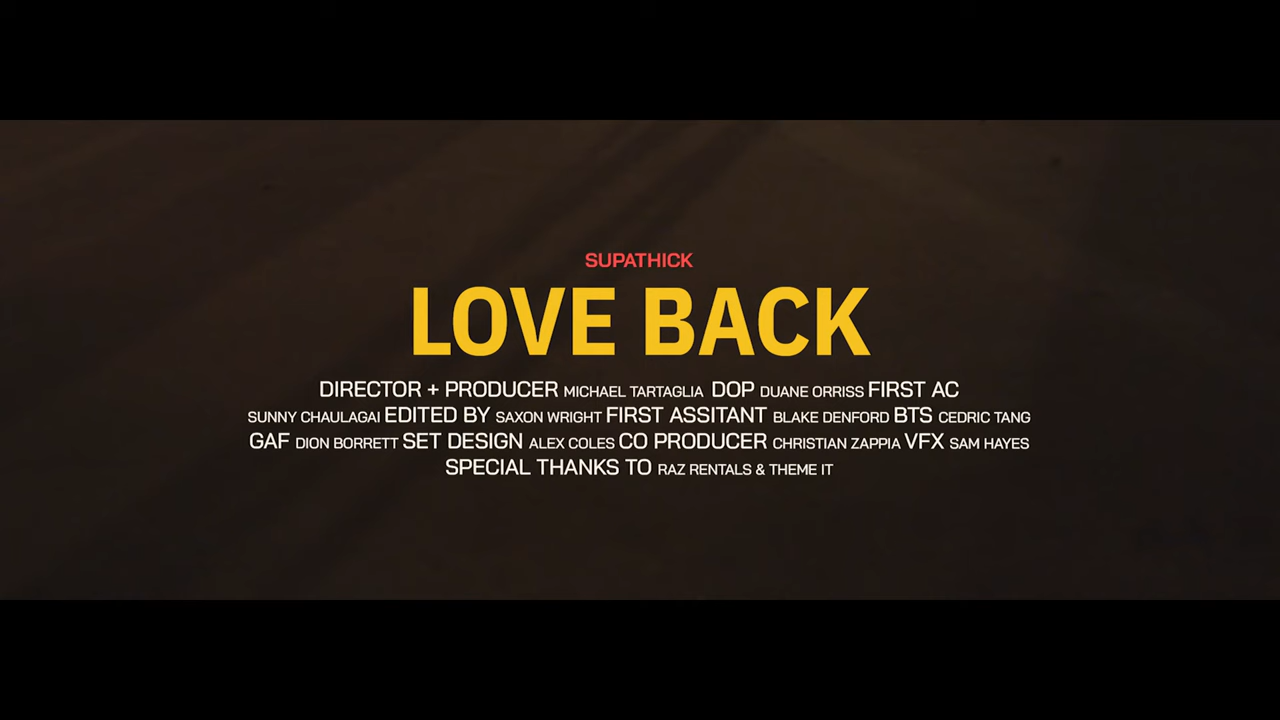 SUPATHICK
LOVE BACK
DIRECTOR + PRODUCER MICHAEL TARTAGLIA DOP DUANE ORRISS FIRST AC
SUNNY CHAULAGAI EDITED BY SAXON WRIGHT FIRST ASSITANT BLAKE DENFORD BTS CEDRIC TANG
GAF DION BORRETT SET DESIGN ALEX COLES CO PRODUCER CHRISTIAN ZAPPIA VFX SAM HAYES
SPECIAL THANKS TO RAZ RENTALS & THEME IT